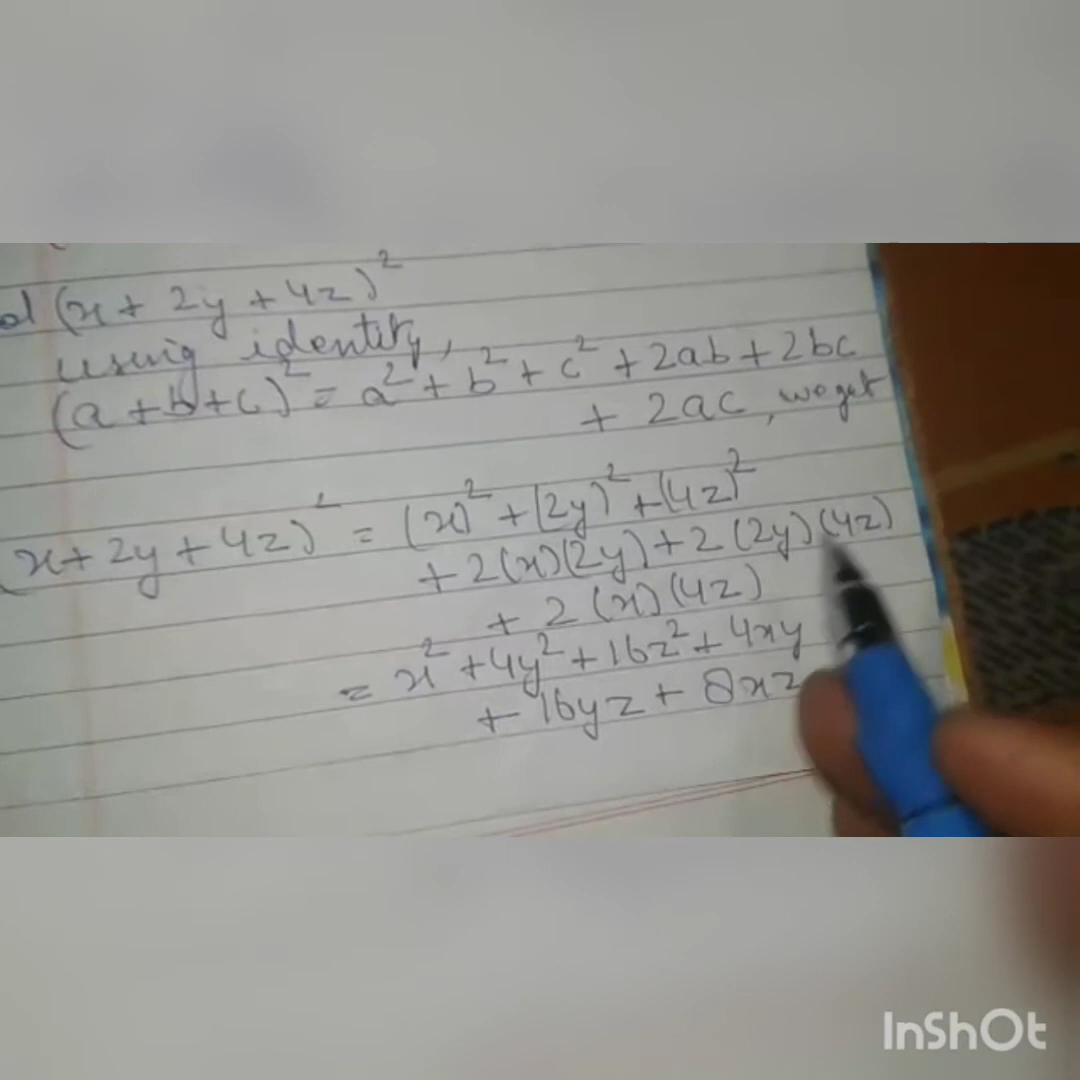 (x + 2y + 4z)²
using identity,
(a + b + c)² = a² + b² + c² + 2ab + 2bc
+ 2ac, we get
(x + 2y + 4z)² = (x)² + (2y)² + (4z)²
+ 2(x)(2y) + 2(2y)(4z)
+ 2(x)(4z)
= x² + 4y² + 16z² + 4xy
+ 16yz + 8xz
InShOt